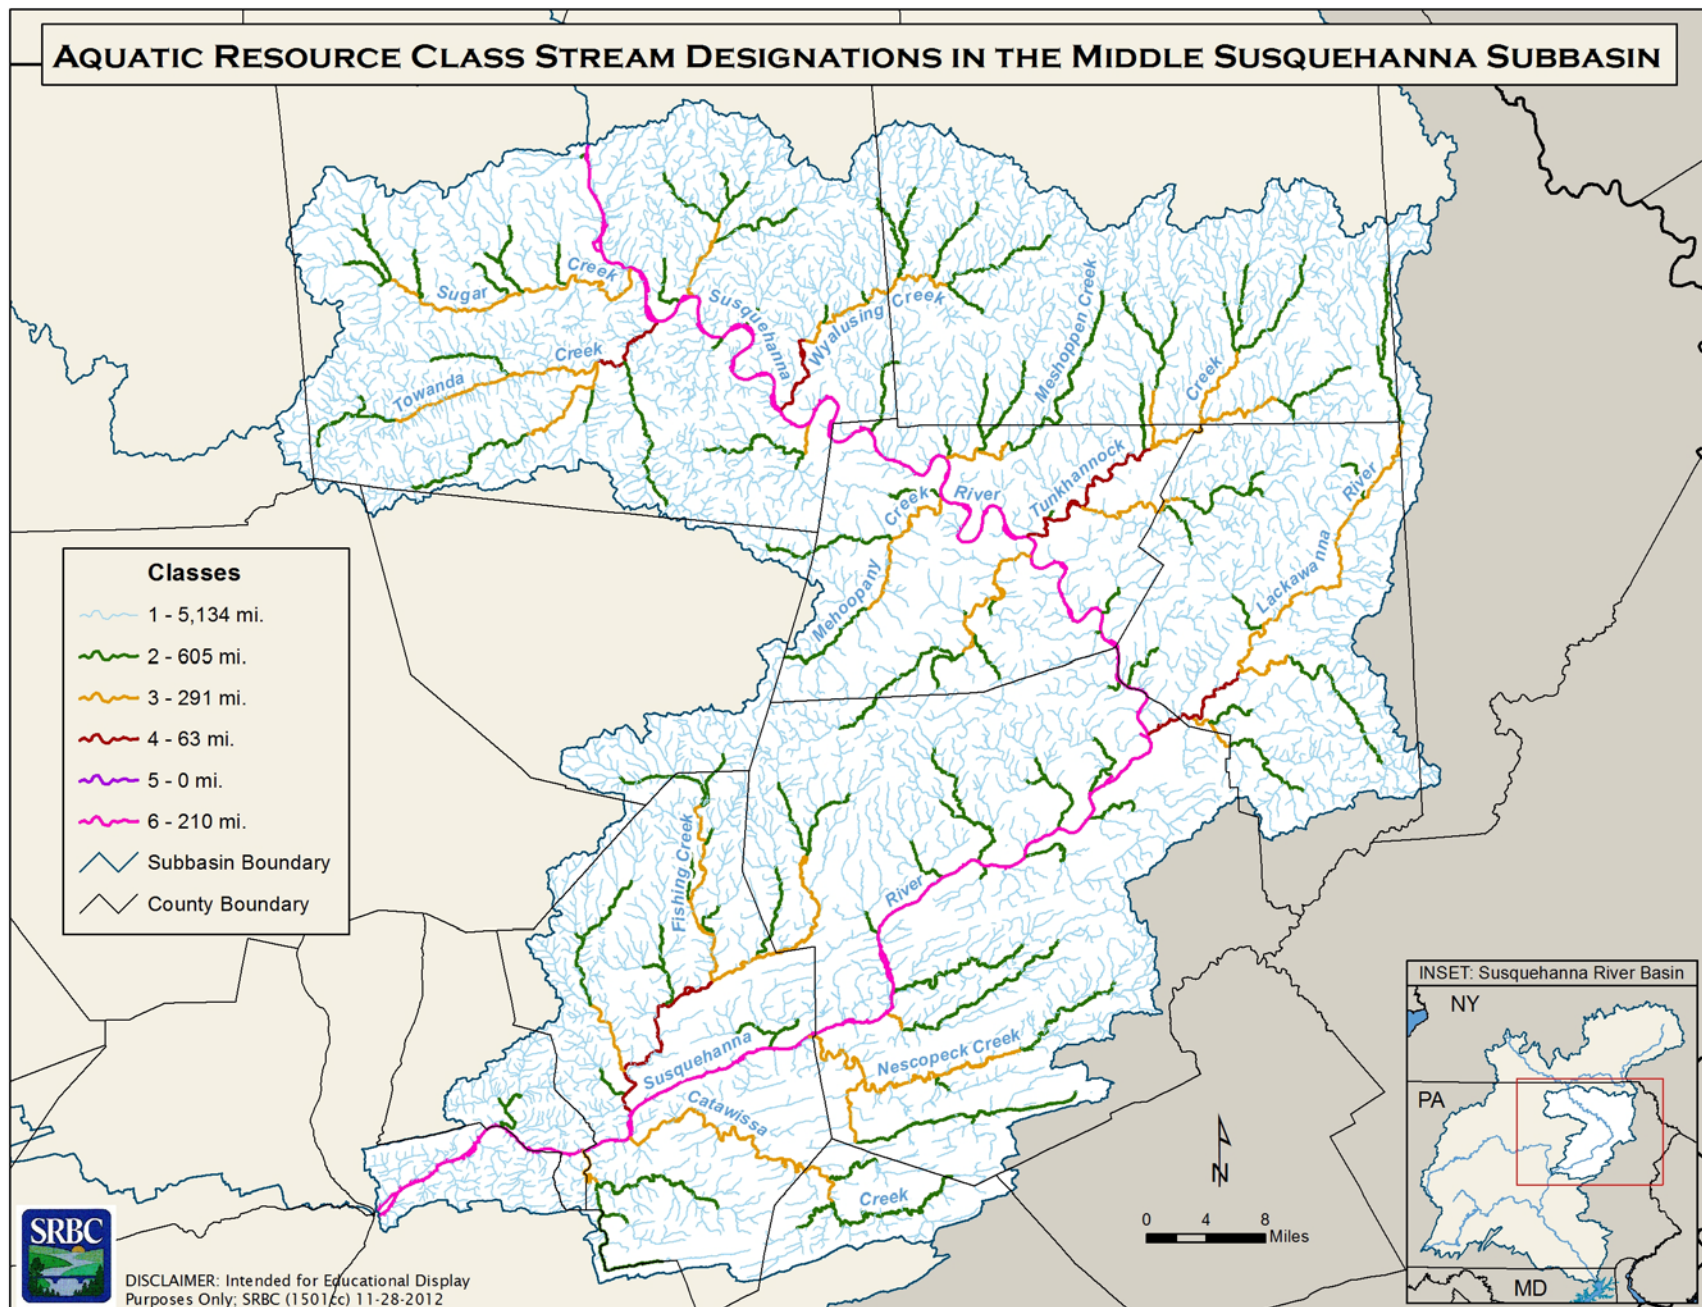 AQUATIC RESOURCE CLASS STREAM DESIGNATIONS IN THE MIDDLE SUSQUEHANNA SUBBASIN
Sugar
Creek
Susquehanna
Wyalusing
Creek
Meshoppen Creek
Towanda
Creek
Creek
Tunkhannock
River
Creek
River
Mehoopany
Lackawanna
Classes
1 - 5,134 mi.
2 - 605 mi.
3 - 291 mi.
4 - 63 mi.
5 - 0 mi.
6 - 210 mi.
Subbasin Boundary
County Boundary
Fishing Creek
River
Susquehanna
Nescopeck Creek
Catawissa
Creek
INSET: Susquehanna River Basin
NY
PA
MD
N
0 4 8
Miles
SRBC
DISCLAIMER: Intended for Educational Display
Purposes Only; SRBC (1501cc) 11-28-2012